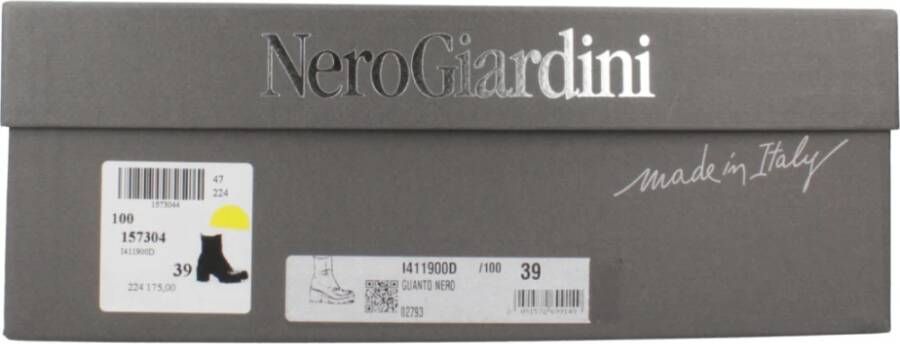 NeroGiardini
made in Italy
47
224
1573044
100
157304
I411900D
39
224 175,00
I411900D /100 39
GUANTO NERO
02793